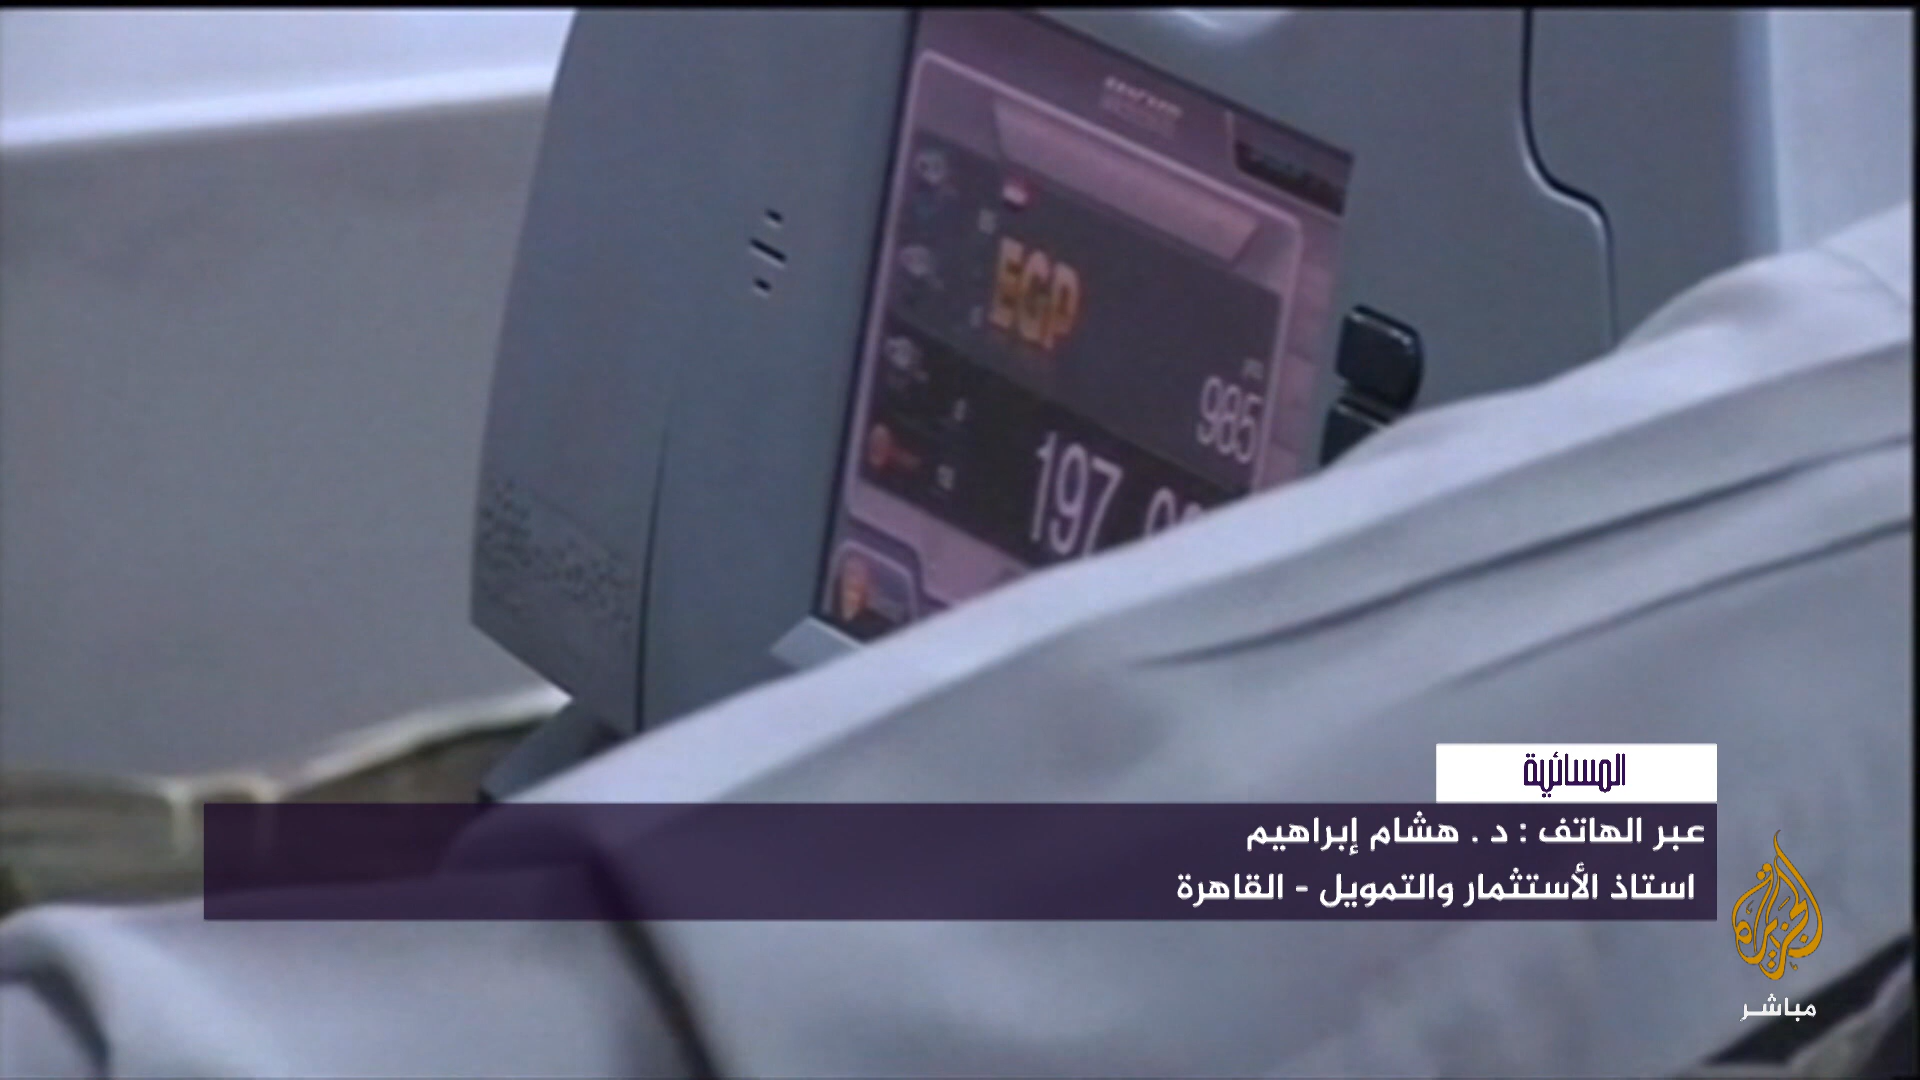 EGP
985
197
المسائية
عبر الهاتف : د . هشام إبراهيم
استاذ الأستثمار والتمويل - القاهرة
الجزيرة
مباشر